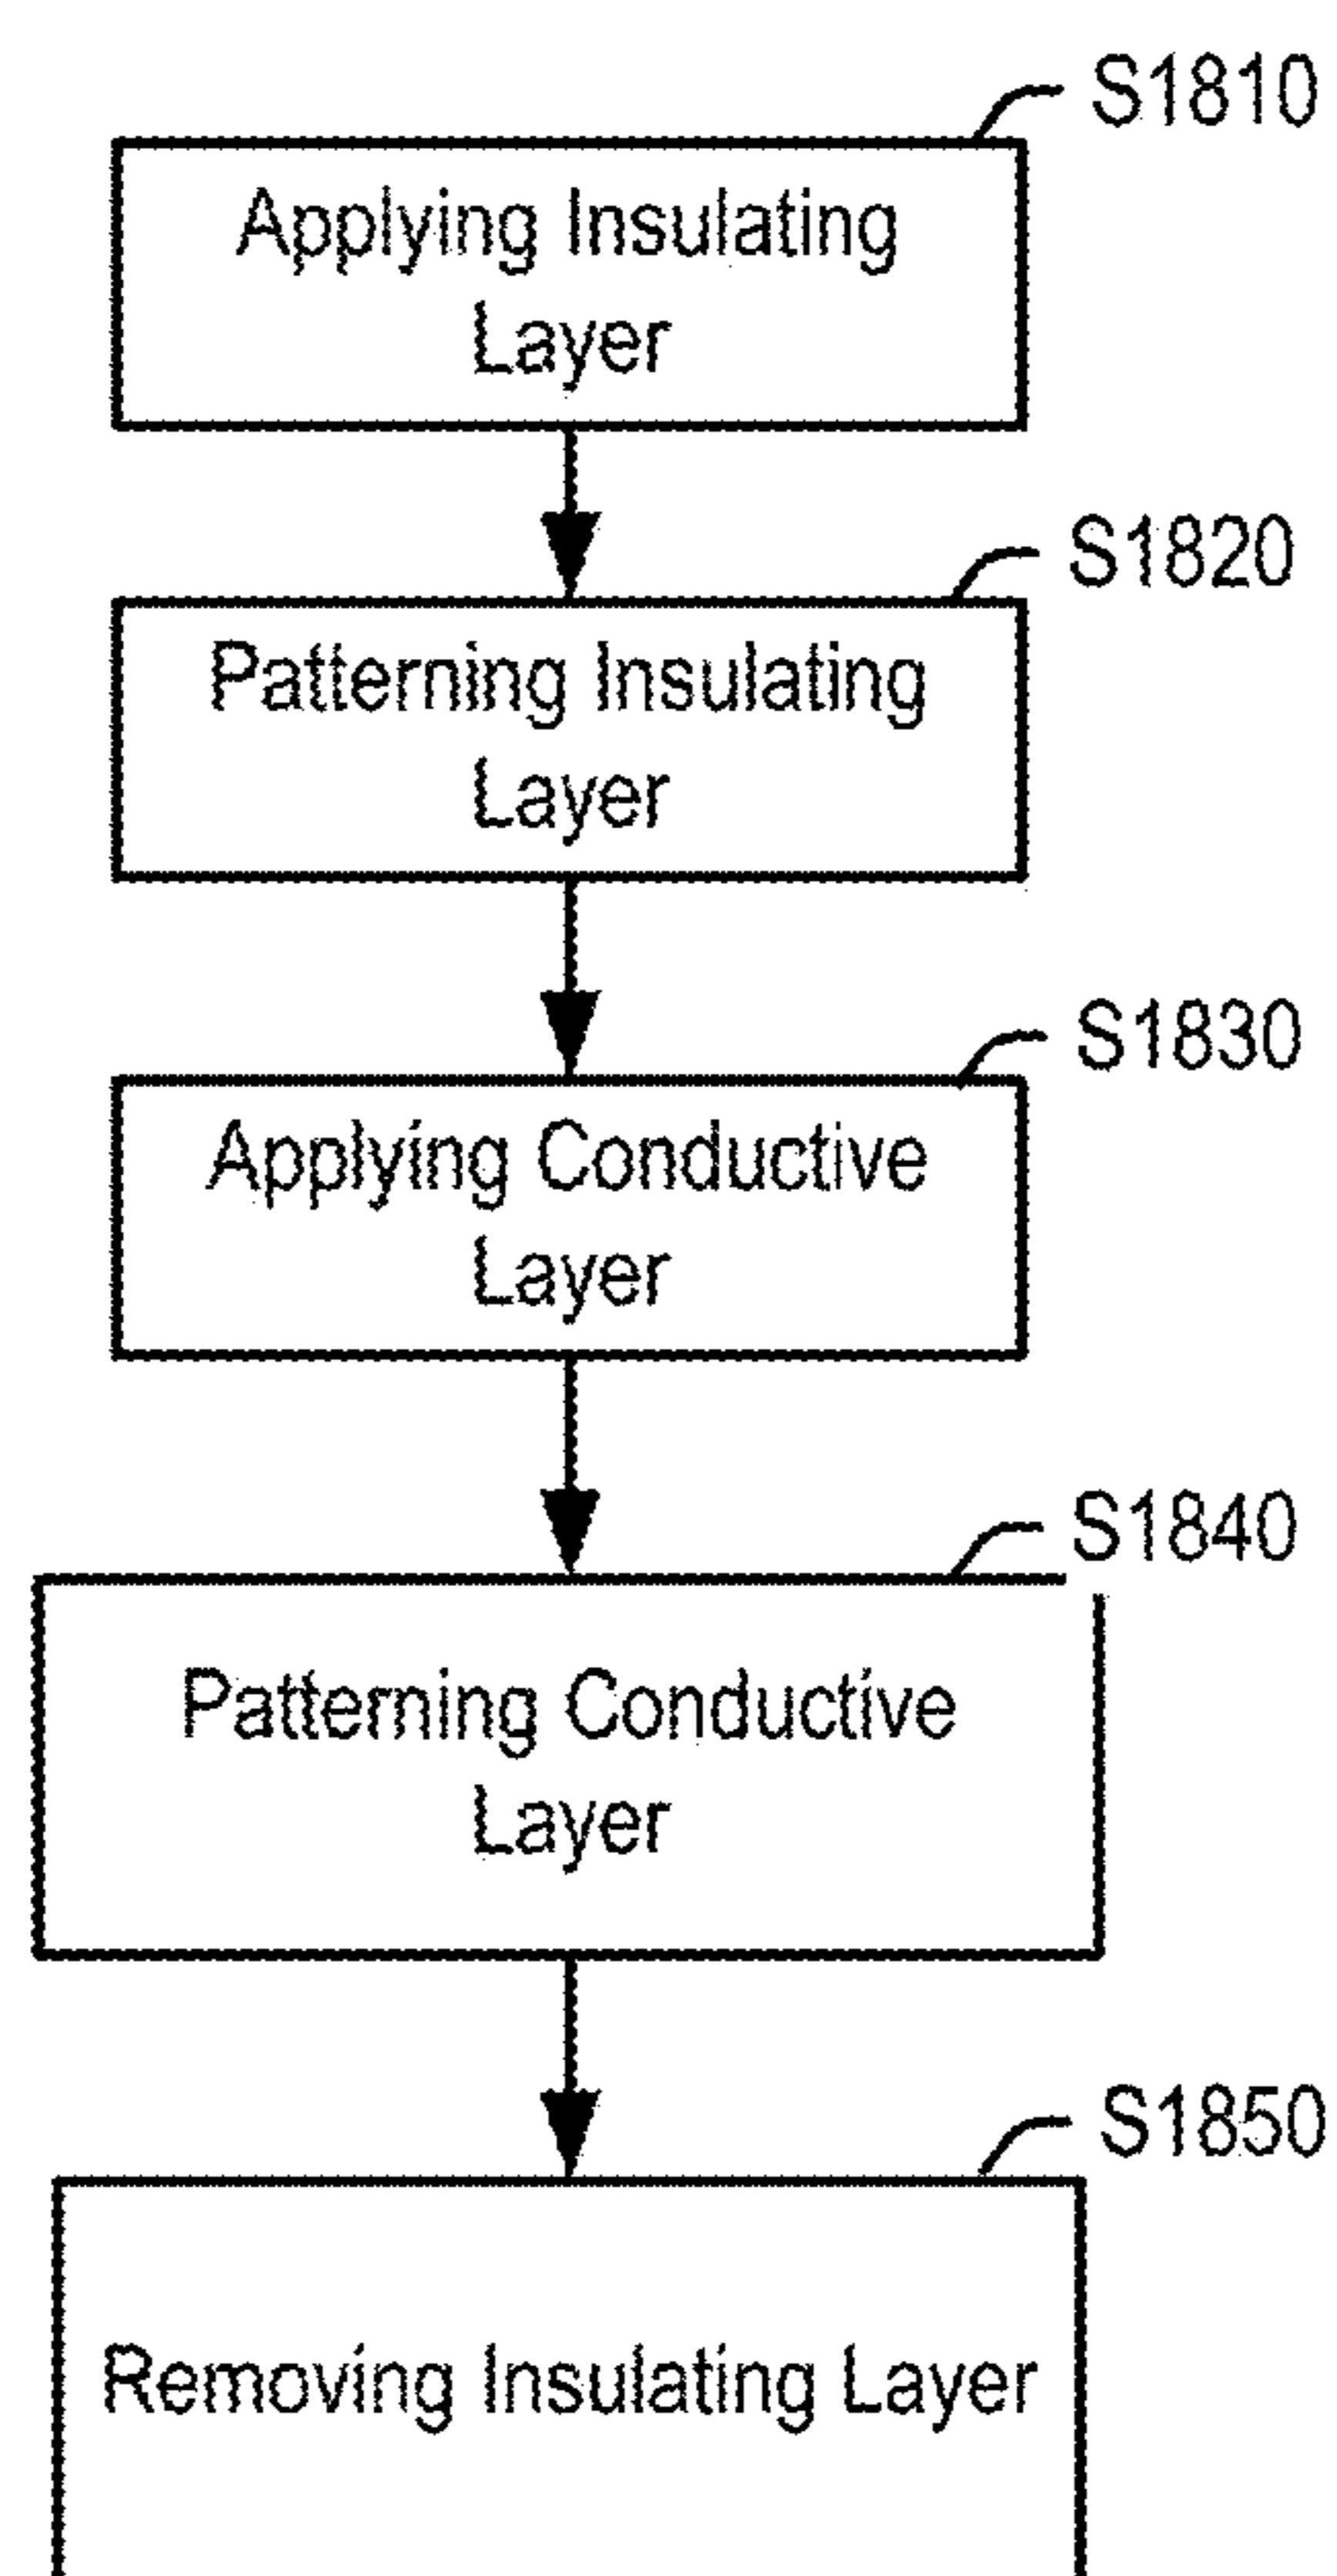 S1810
Applying Insulating
Layer
S1820
Patterning Insulating
Layer
S1830
Applying Conductive
Layer
S1840
Patterning Conductive
Layer
S1850
Removing Insulating Layer